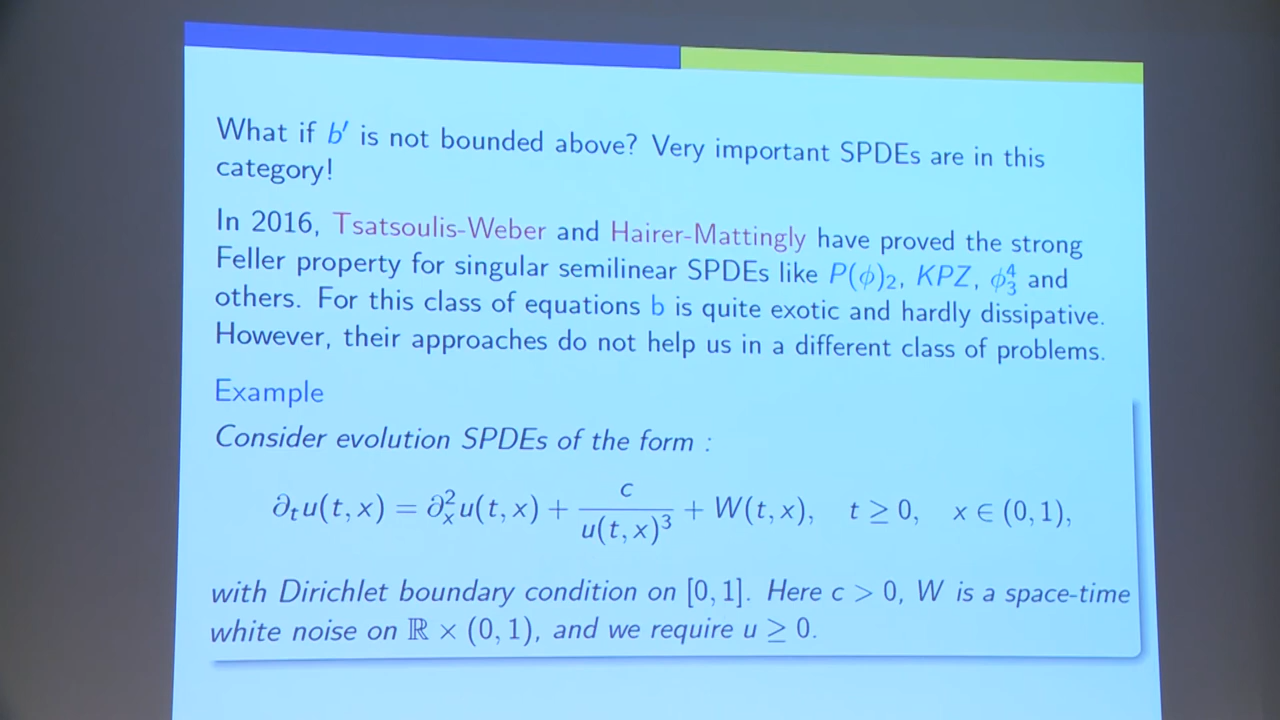 What if b′ is not bounded above? Very important SPDEs are in this
category!
In 2016, Tsatsoulis-Weber and Hairer-Mattingly have proved the strong
Feller property for singular semilinear SPDEs like P(ϕ)₂, KPZ, ϕ⁴₃ and
others. For this class of equations b is quite exotic and hardly dissipative.
However, their approaches do not help us in a different class of problems.
Example
Consider evolution SPDEs of the form :
∂ₜu(t, x) = ∂²ₓu(t, x) + c/u(t, x)³ + W(t, x), t ≥ 0, x ∈ (0, 1),
with Dirichlet boundary condition on [0, 1]. Here c > 0, W is a space-time
white noise on ℝ × (0, 1), and we require u ≥ 0.